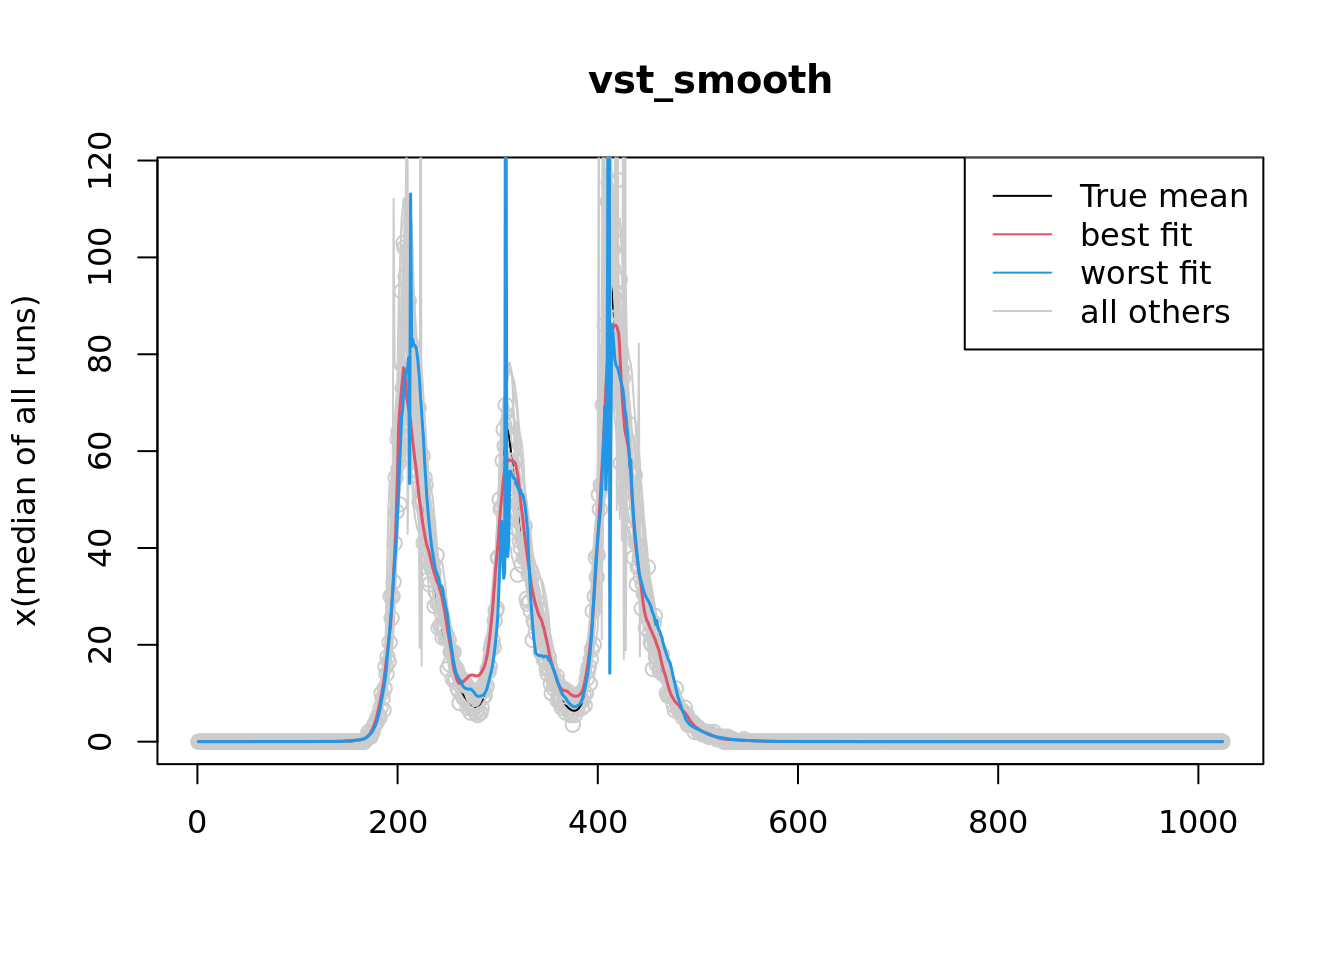 vst_smooth
x(median of all runs)
120
100
80
60
40
20
0
True mean
best fit
worst fit
all others
0 200 400 600 800 1000